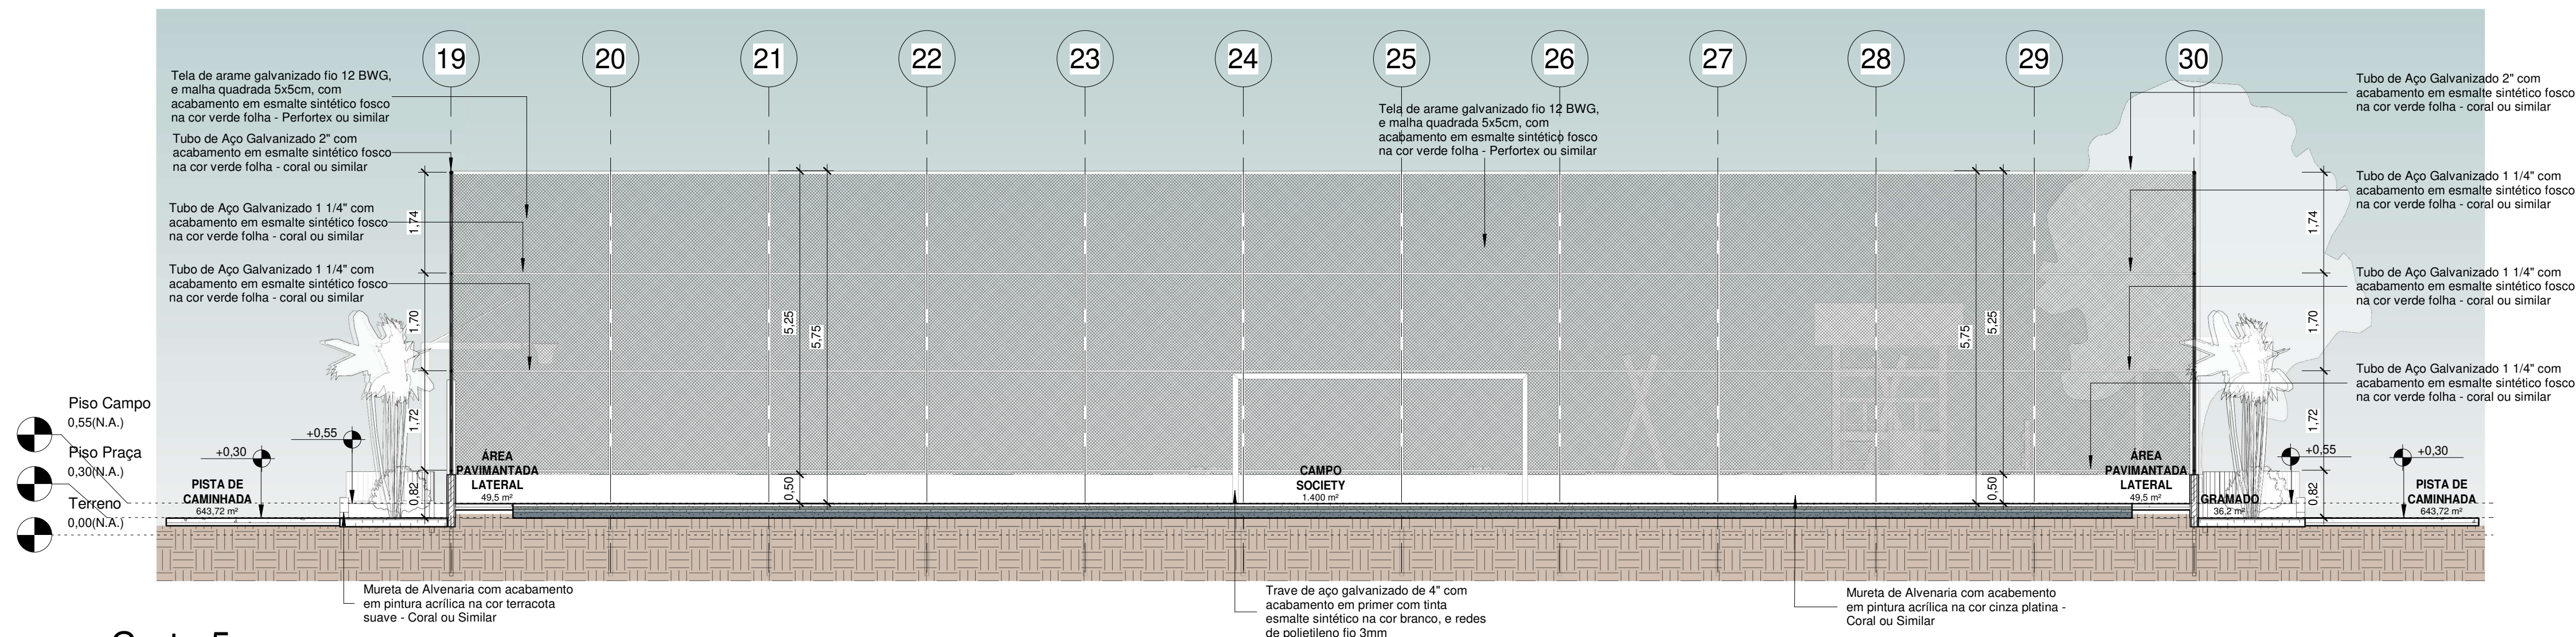 19
20
21
22
23
24
25
26
27
28
29
30
Tela de arame galvanizado fio 12 BWG,
e malha quadrada 5x5cm, com
acabamento em esmalte sintético fosco
na cor verde folha - Perfortex ou similar
Tubo de Aço Galvanizado 2" com
acabamento em esmalte sintético fosco
na cor verde folha - coral ou similar
Tubo de Aço Galvanizado 1 1/4" com
acabamento em esmalte sintético fosco
na cor verde folha - coral ou similar
Tubo de Aço Galvanizado 1 1/4" com
acabamento em esmalte sintético fosco
na cor verde folha - coral ou similar
Tela de arame galvanizado fio 12 BWG,
e malha quadrada 5x5cm, com
acabamento em esmalte sintético fosco
na cor verde folha - Perfortex ou similar
Tubo de Aço Galvanizado 2" com
acabamento em esmalte sintético fosco
na cor verde folha - coral ou similar
Tubo de Aço Galvanizado 1 1/4" com
acabamento em esmalte sintético fosco
na cor verde folha - coral ou similar
Tubo de Aço Galvanizado 1 1/4" com
acabamento em esmalte sintético fosco
na cor verde folha - coral ou similar
Tubo de Aço Galvanizado 1 1/4" com
acabamento em esmalte sintético fosco
na cor verde folha - coral ou similar
1,74
1,70
1,72
0,82
5,25
5,75
0,50
5,75
5,25
0,50
1,74
1,70
1,72
0,82
Piso Campo
0,55(N.A.)
Piso Praça
0,30(N.A.)
Terreno
0,00(N.A.)
+0,30
+0,55
PISTA DE
CAMINHADA
643,72 m²
ÁREA
PAVIMANTADA
LATERAL
49,5 m²
CAMPO
SOCIETY
1.400 m²
ÁREA
PAVIMANTADA
LATERAL
49,5 m²
GRAMADO
36,2 m²
+0,55
+0,30
PISTA DE
CAMINHADA
643,72 m²
Mureta de Alvenaria com acabamento
em pintura acrílica na cor terracota
suave - Coral ou Similar
Trave de aço galvanizado de 4" com
acabamento em primer com tinta
esmalte sintético na cor branco, e redes
de polietileno fio 3mm
Mureta de Alvenaria com acabemento
em pintura acrílica na cor cinza platina -
Coral ou Similar